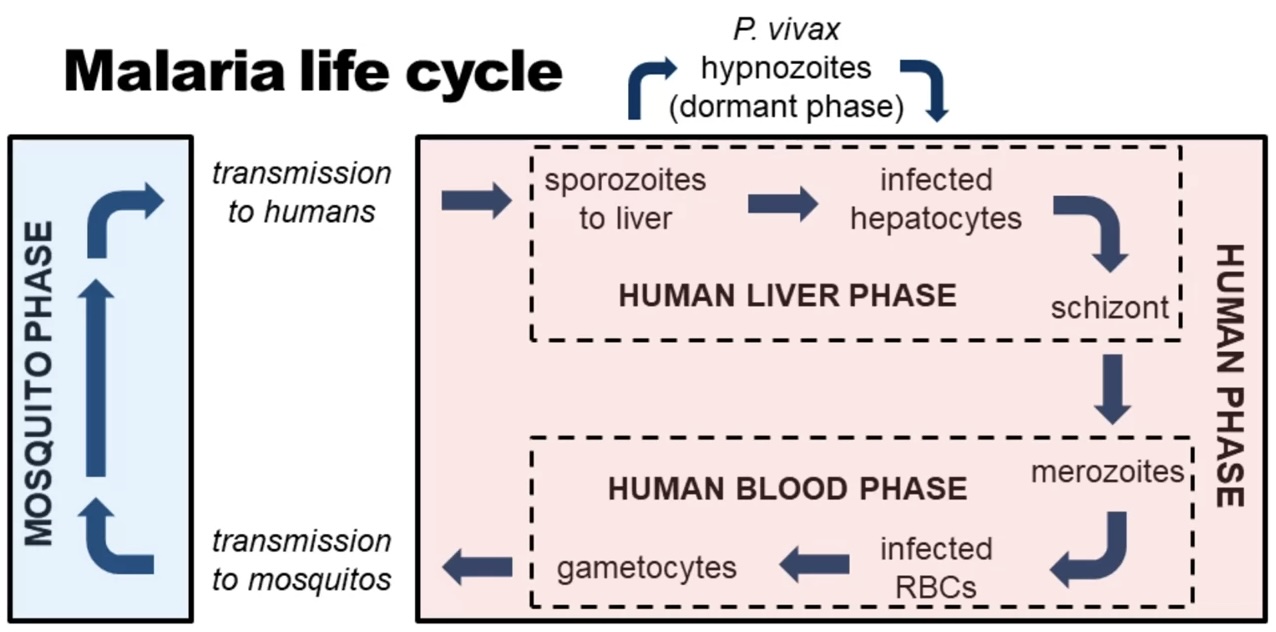 Malaria life cycle
P. vivax
hypnozoites
(dormant phase)
MOSQUITO PHASE
transmission
to humans
sporozoites
to liver
infected
hepatocytes
HUMAN LIVER PHASE
schizont
HUMAN PHASE
HUMAN BLOOD PHASE
merozoites
infected
RBCs
gametocytes
transmission
to mosquitos